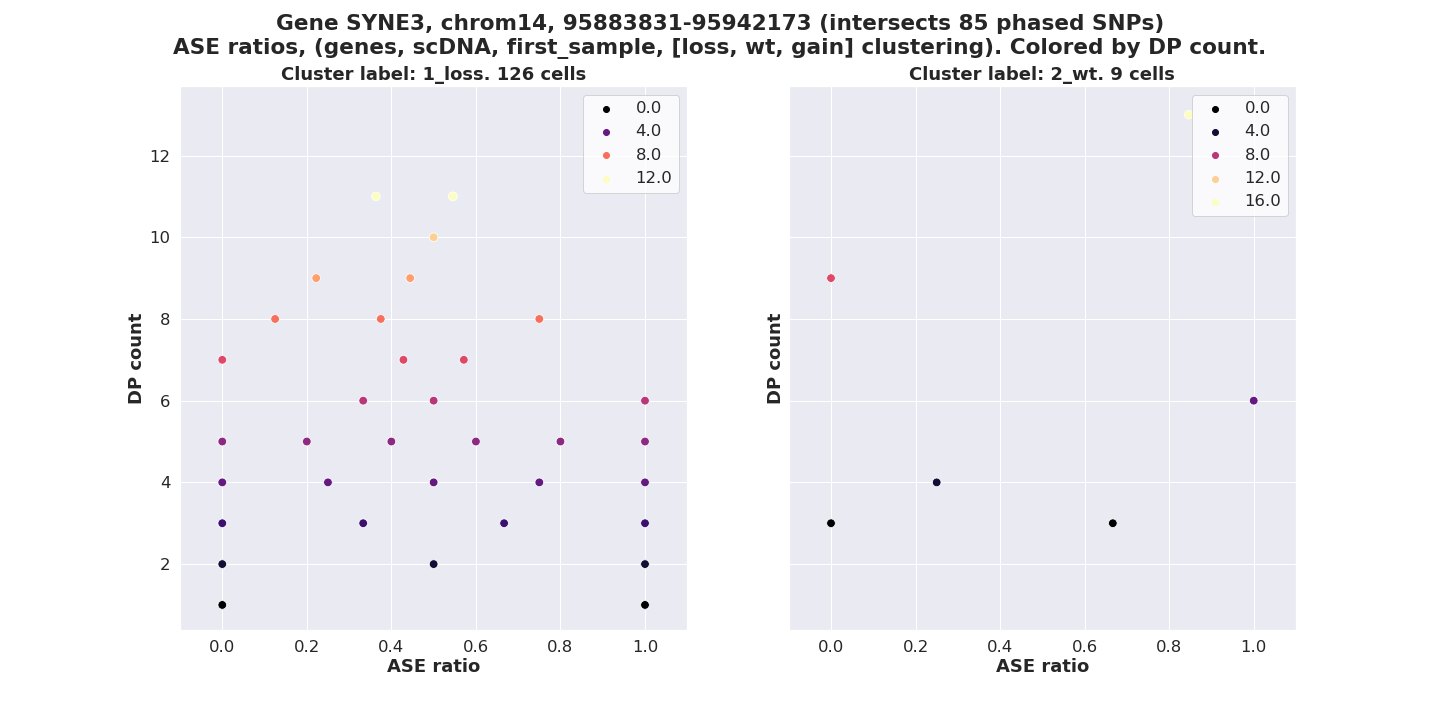 Gene SYNE3, chrom14, 95883831-95942173 (intersects 85 phased SNPs)
ASE ratios, (genes, scDNA, first_sample, [loss, wt, gain] clustering). Colored by DP count.
Cluster label: 1_loss. 126 cells
0.0
4.0
8.0
12.0
12
10
8
6
4
2
DP count
0.0 0.2 0.4 0.6 0.8 1.0
ASE ratio
Cluster label: 2_wt. 9 cells
0.0
4.0
8.0
12.0
16.0
DP count
0.0 0.2 0.4 0.6 0.8 1.0
ASE ratio